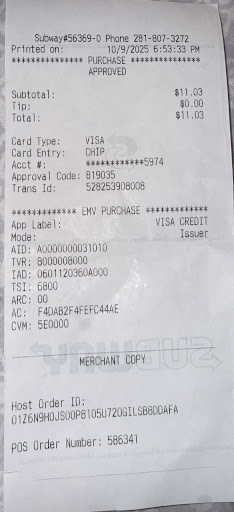 Subway#56369-0 Phone 281-807-3272
Printed on: 10/9/2025 6:53:33 PM
*************** PURCHASE ***************
APPROVED
Subtotal: $11.03
Tip: $0.00
Total: $11.03
Card Type: VISA
Card Entry: CHIP
Acct #: ************5974
Approval Code: 819035
Trans Id: 528253908008
************* EMV PURCHASE *************
App Label: VISA CREDIT
Mode: Issuer
AID: A0000000031010
TVR: 8000008000
IAD: 0601120360A000
TSI: 6800
ARC: 00
AC: F4DAB2F4FEFC44AE
CVM: 5E0000
MERCHANT COPY
Host Order ID:
01Z6N9HOJS00P8105U720GILSB8DDAFA
POS Order Number: 586341